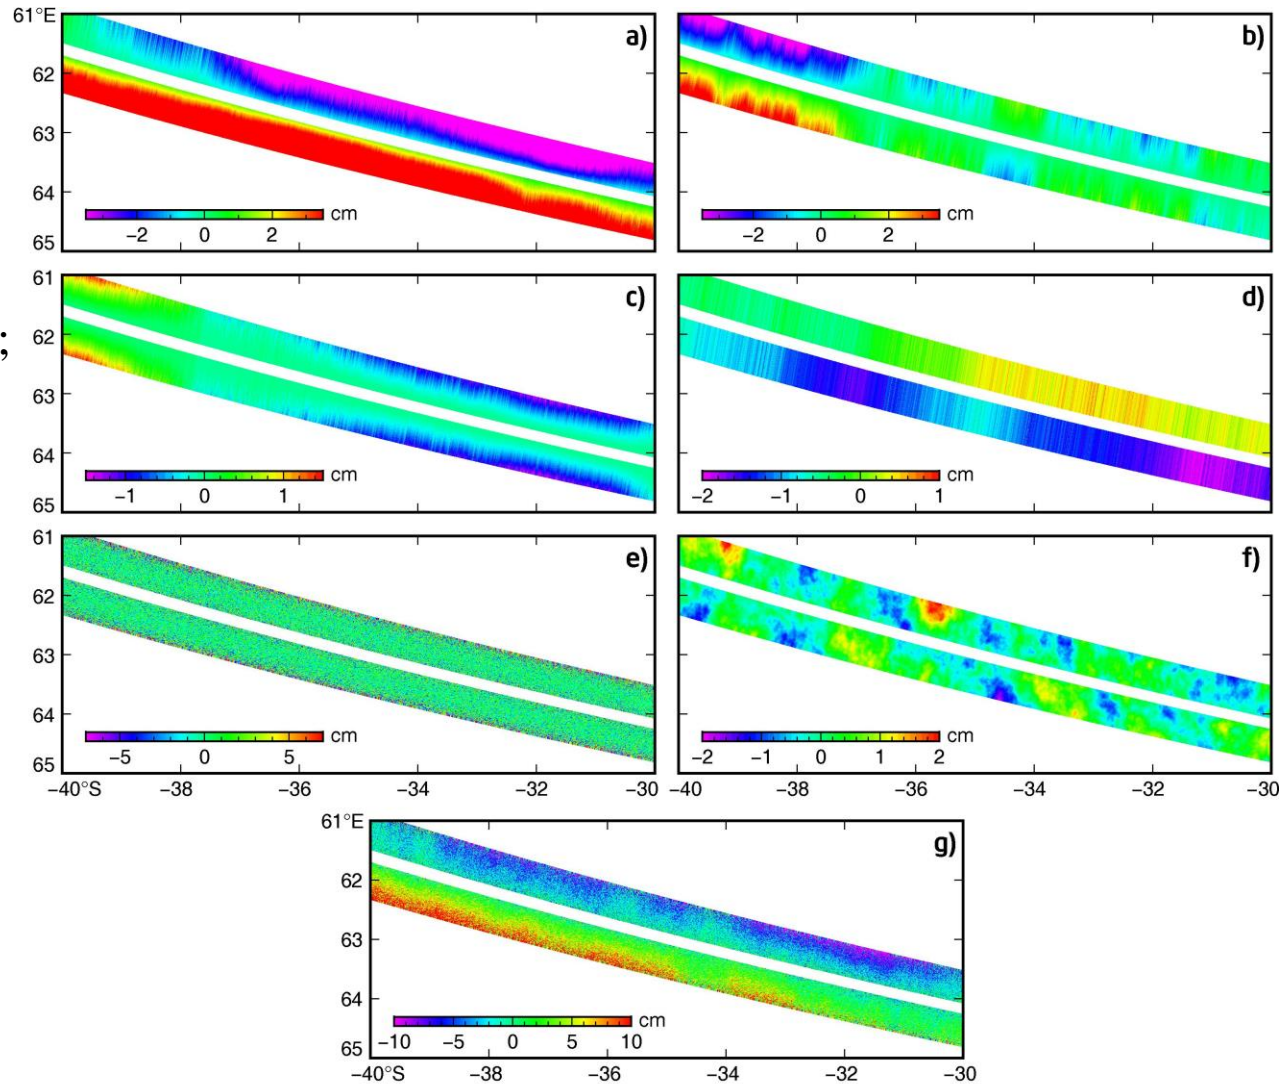 61°E
62
63
64
65
a)
−2 0 2 cm
b)
−2 0 2 cm
;
61
62
63
64
65
c)
−1 0 1 cm
d)
−2 −1 0 1 cm
61
62
63
64
65
e)
−5 0 5 cm
−40°S −38 −36 −34 −32 −30
f)
−2 −1 0 1 2 cm
−40 −38 −36 −34 −32 −30
61°E
62
63
64
65
g)
−10 −5 0 5 10 cm
−40°S −38 −36 −34 −32 −30